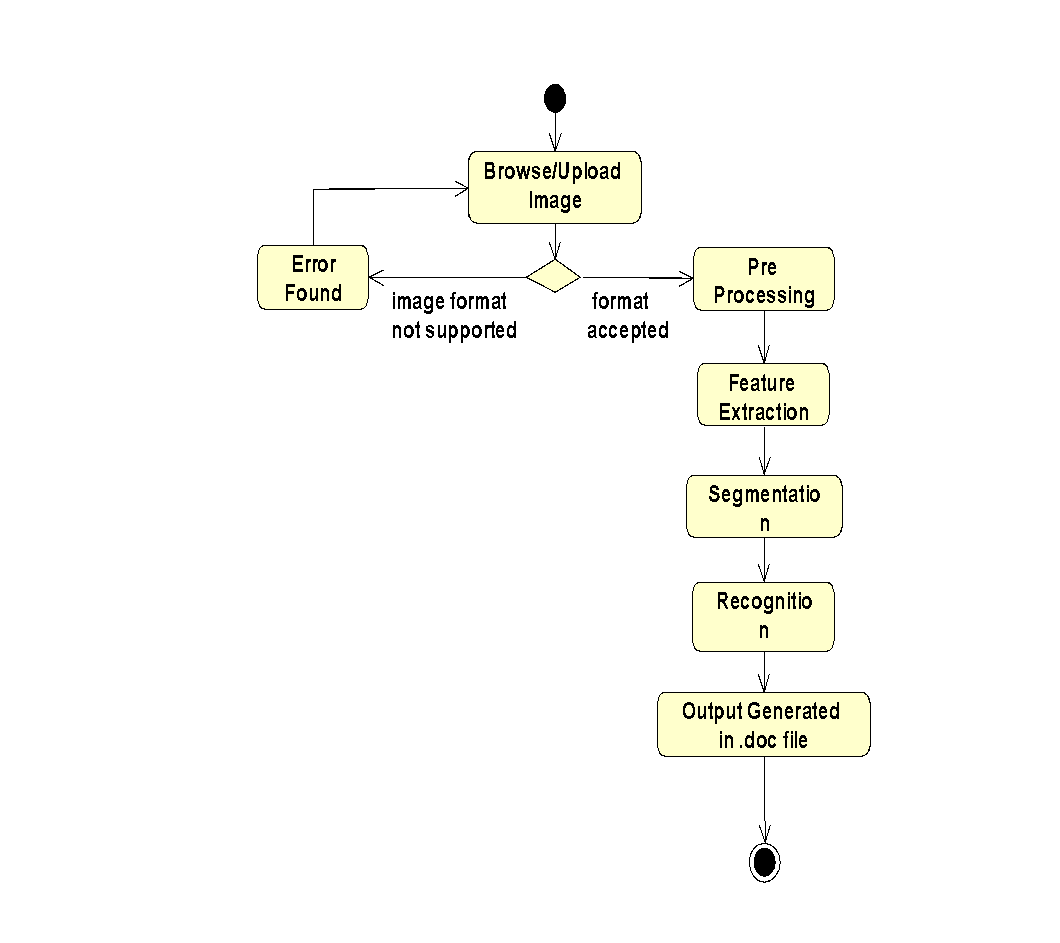 Browse/Upload
Image
Error
Found
image format
not supported
format
accepted
Pre
Processing
Feature
Extraction
Segmentatio
n
Recognitio
n
Output Generated
in .doc file